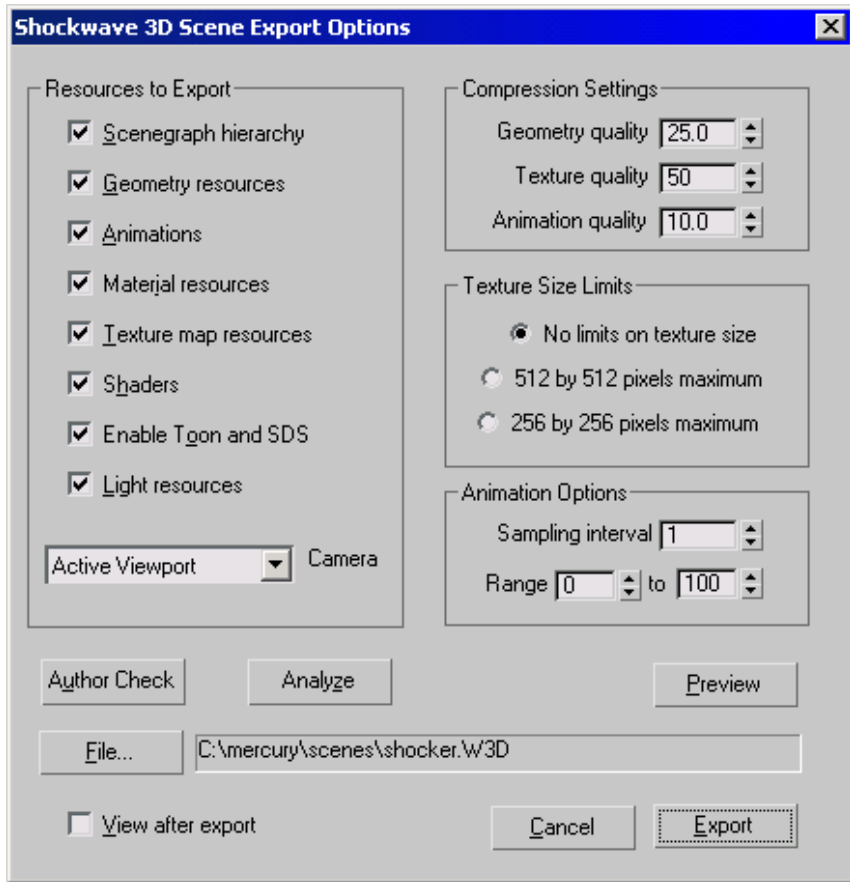 Shockwave 3D Scene Export Options
Resources to Export
Scenegraph hierarchy
Geometry resources
Animations
Material resources
Texture map resources
Shaders
Enable Toon and SDS
Light resources
Active Viewport Camera
Compression Settings
Geometry quality 25.0
Texture quality 50
Animation quality 10.0
Texture Size Limits
No limits on texture size
512 by 512 pixels maximum
256 by 256 pixels maximum
Animation Options
Sampling interval 1
Range 0 to 100
Author Check Analyze Preview
File... C:\mercury\scenes\shocker.W3D
View after export Cancel Export